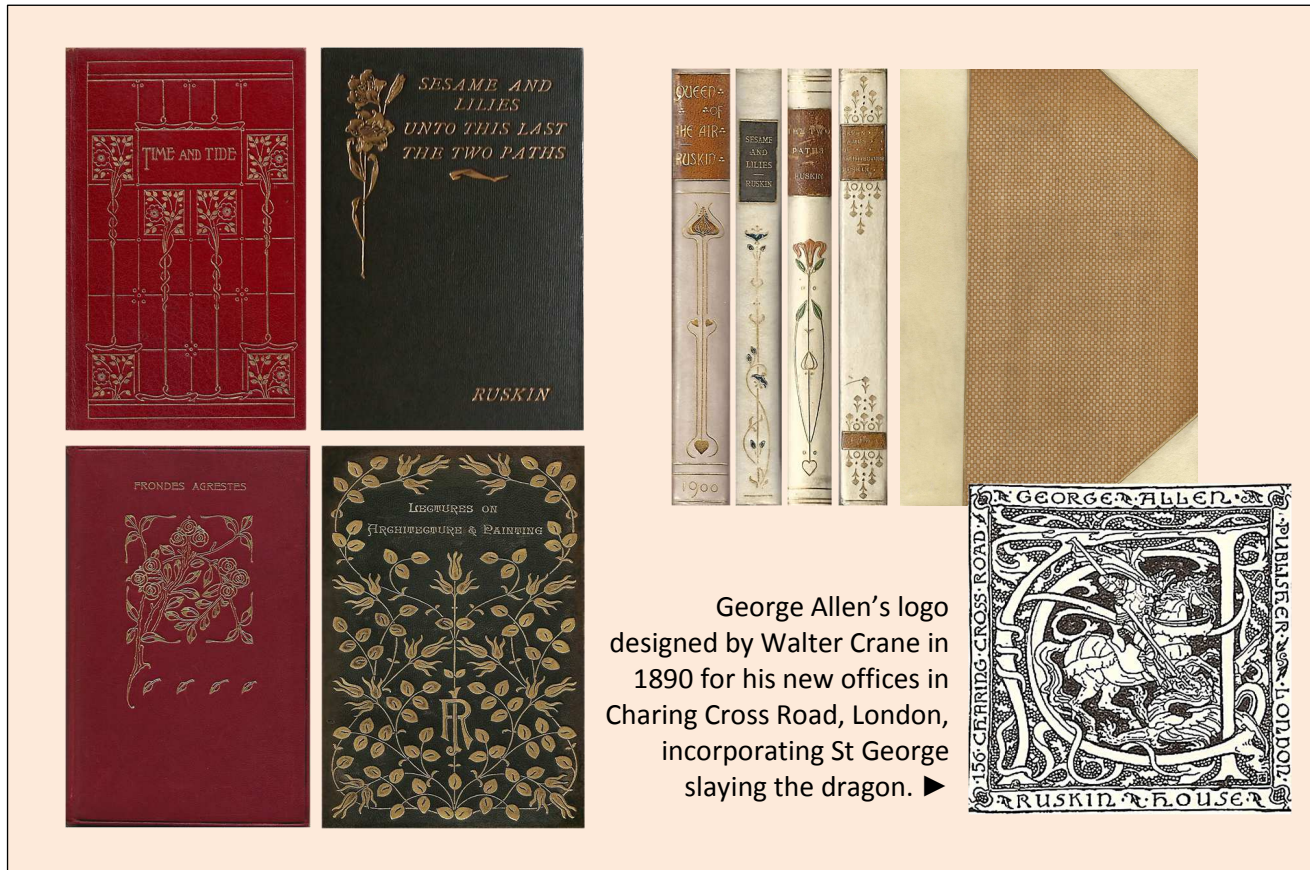 TIME AND TIDE
SESAME AND
LILIES
UNTO THIS LAST
THE TWO PATHS
RUSKIN
FRONDES AGRESTES
LECTURES ON
ARCHITECTURE & PAINTING
JR
QUEEN
OF
THE AIR
RUSKIN
1900
SESAME
AND
LILIES
RUSKIN
THE TWO
PATHS
RUSKIN
George Allen’s logo
designed by Walter Crane in
1890 for his new offices in
Charing Cross Road, London,
incorporating St George
slaying the dragon. ►
GEORGE ALLEN
PUBLISHER
LONDON
RUSKIN HOUSE
156 CHARING CROSS ROAD